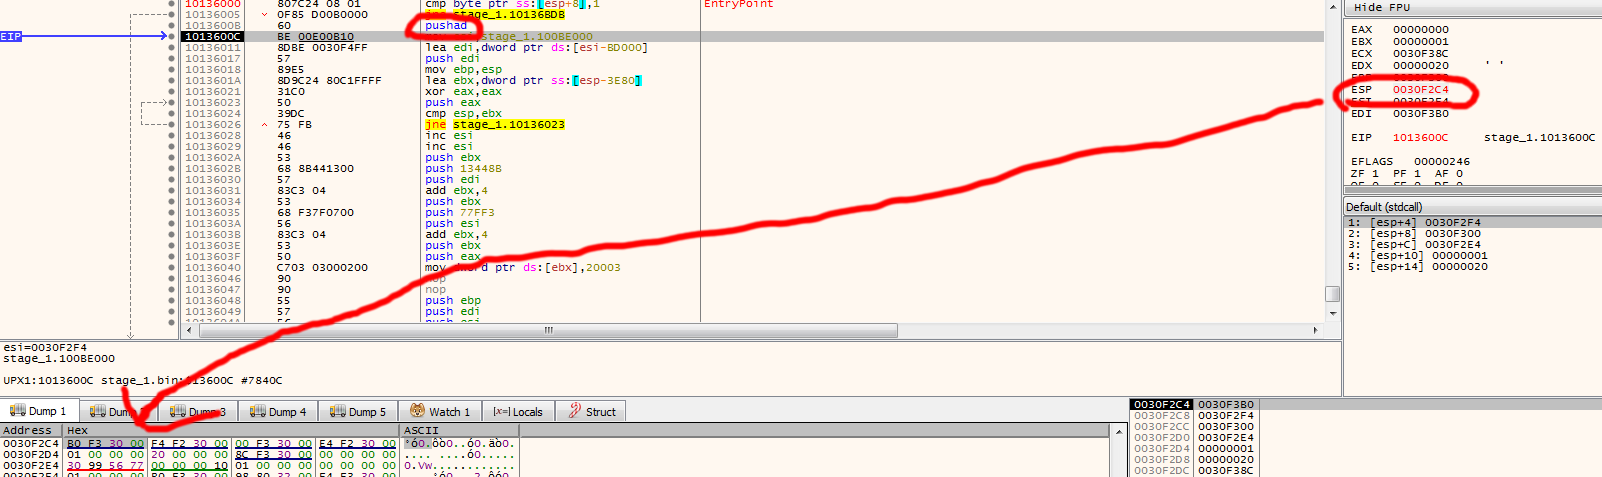 10136000 807C24 08 01 cmp byte ptr ss:[esp+8],1 EntryPoint
10136005 0F85 D00B0000 stage_1.10136BDB
1013600B 60 pushad
EIP 1013600C BE 00E00B10 stage_1.100BE000
10136011 8DBE 0030F4FF lea edi,dword ptr ds:[esi-BD000]
10136017 57 push edi
10136018 89E5 mov ebp,esp
1013601A 8D9C24 80C1FFFF lea ebx,dword ptr ss:[esp-3E80]
10136021 31C0 xor eax,eax
10136023 50 push eax
10136024 39DC cmp esp,ebx
10136026 75 FB jne stage_1.10136023
10136028 46 inc esi
10136029 46 inc esi
1013602A 53 push ebx
1013602B 68 8B441300 push 13448B
10136030 57 push edi
10136031 83C3 04 add ebx,4
10136034 53 push ebx
10136035 68 F37F0700 push 77FF3
1013603A 56 push esi
1013603B 83C3 04 add ebx,4
1013603E 53 push ebx
1013603F 50 push eax
10136040 C703 03000200 mov dword ptr ds:[ebx],20003
10136046 90 nop
10136047 90 nop
10136048 55 push ebp
10136049 57 push edi
Hide FPU
EAX 00000000
EBX 00000001
ECX 0030F38C
EDX 00000020 ' '
ESP 0030F2C4
ESI 0030F2F4
EDI 0030F3B0
EIP 1013600C stage_1.1013600C
EFLAGS 00000246
ZF 1 PF 1 AF 0
Default (stdcall)
1: [esp+4] 0030F2F4
2: [esp+8] 0030F300
3: [esp+C] 0030F2E4
4: [esp+10] 00000001
5: [esp+14] 00000020
esi=0030F2F4
stage_1.100BE000
UPX1:1013600C stage_1.bin:$13600C #7840C
Dump 1 Dump Dump 3 Dump 4 Dump 5 Watch 1 [x=] Locals Struct
Address Hex ASCII
0030F2C4 B0 F3 30 00 F4 F2 30 00 00 F3 30 00 E4 F2 30 00 °ó0.ôò0..ó0.äò0.
0030F2D4 01 00 00 00 20 00 00 00 8C F3 30 00 00 00 00 00
0030F2E4 30 99 56 77 00 00 00 10 01 00 00 00 00 00 00 00
0030F2C4 0030F3B0
0030F2C8 0030F2F4
0030F2CC 0030F300
0030F2D0 0030F2E4
0030F2D4 00000001
0030F2D8 00000020
0030F2DC 0030F38C